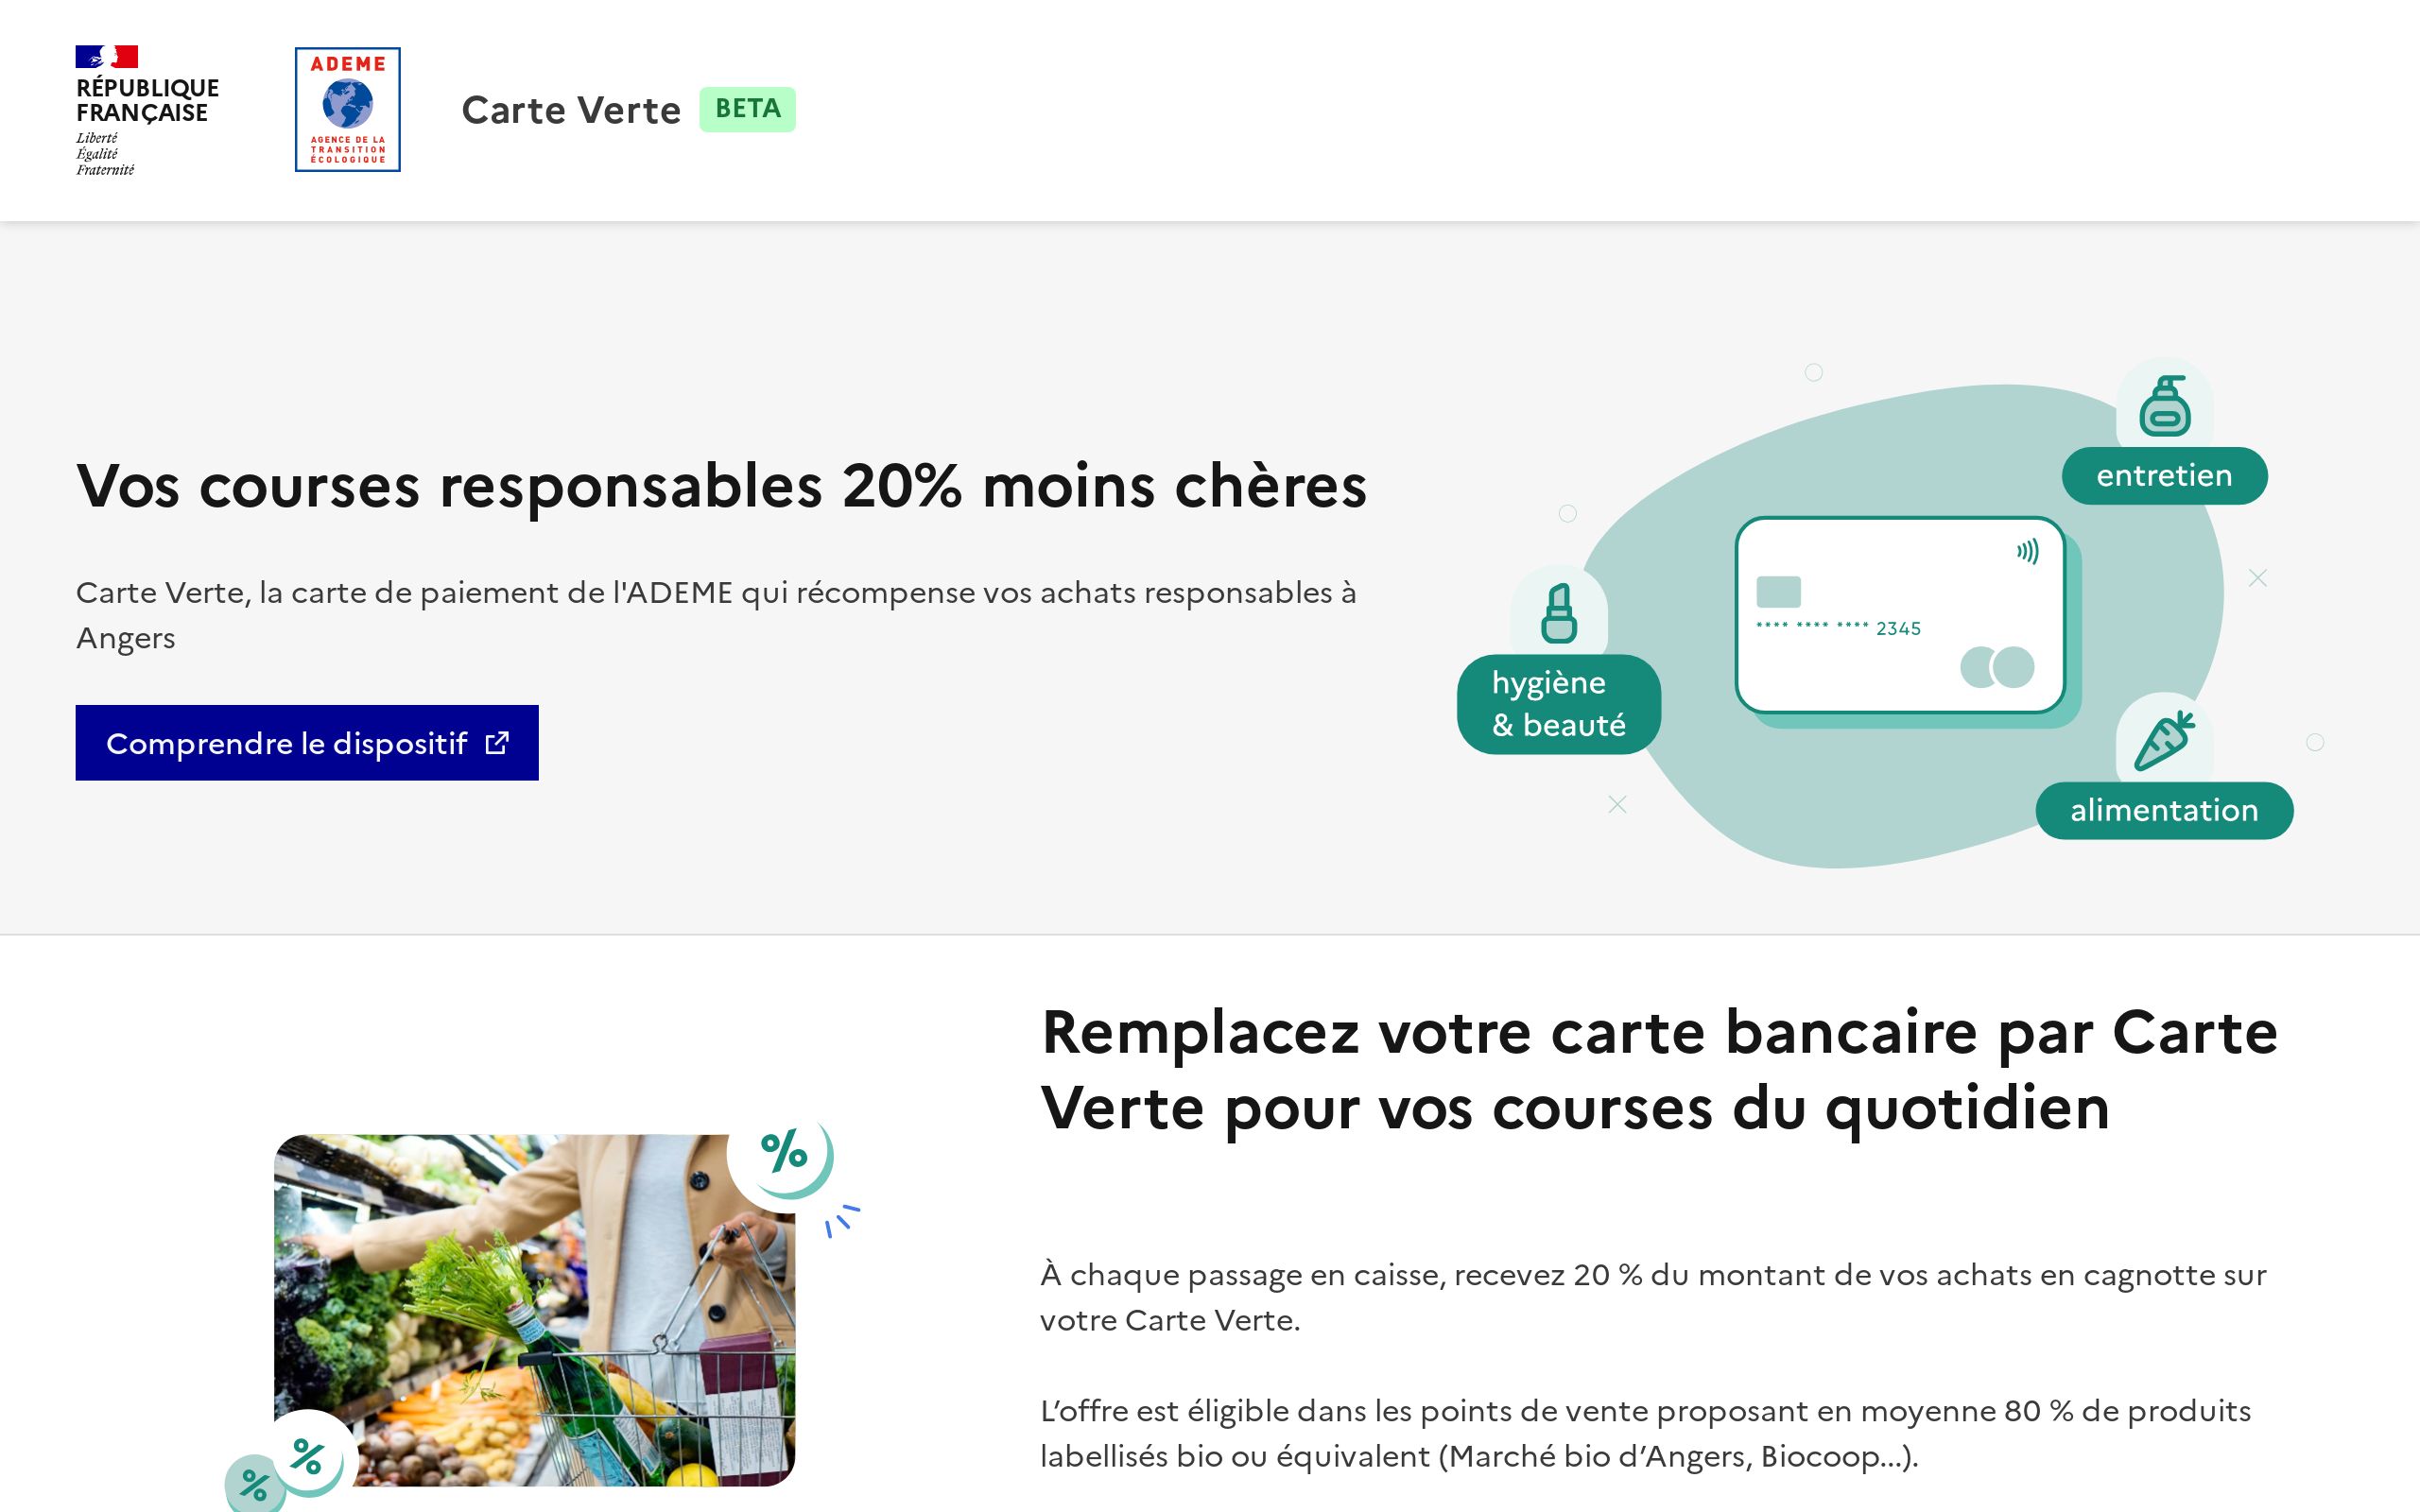 RÉPUBLIQUE
FRANÇAISE
Liberté
Égalité
Fraternité
ADEME
AGENCE DE LA
TRANSITION
ÉCOLOGIQUE
Carte Verte BETA
Vos courses responsables 20% moins chères
Carte Verte, la carte de paiement de l'ADEME qui récompense vos achats responsables à
Angers
Comprendre le dispositif
entretien
**** **** **** 2345
hygiène
& beauté
alimentation
Remplacez votre carte bancaire par Carte
Verte pour vos courses du quotidien
%
%
%
À chaque passage en caisse, recevez 20 % du montant de vos achats en cagnotte sur
votre Carte Verte.
L’offre est éligible dans les points de vente proposant en moyenne 80 % de produits
labellisés bio ou équivalent (Marché bio d’Angers, Biocoop...).